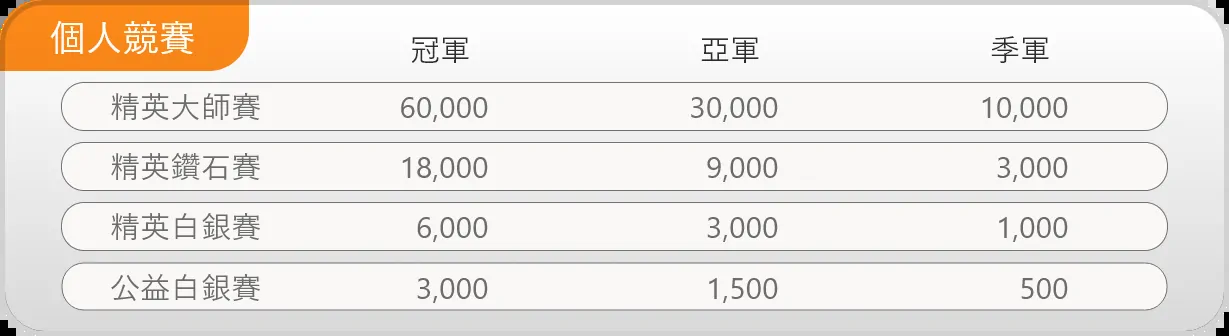 個人競賽
冠軍 亞軍 季軍
精英大師賽 60,000 30,000 10,000
精英鑽石賽 18,000 9,000 3,000
精英白銀賽 6,000 3,000 1,000
公益白銀賽 3,000 1,500 500